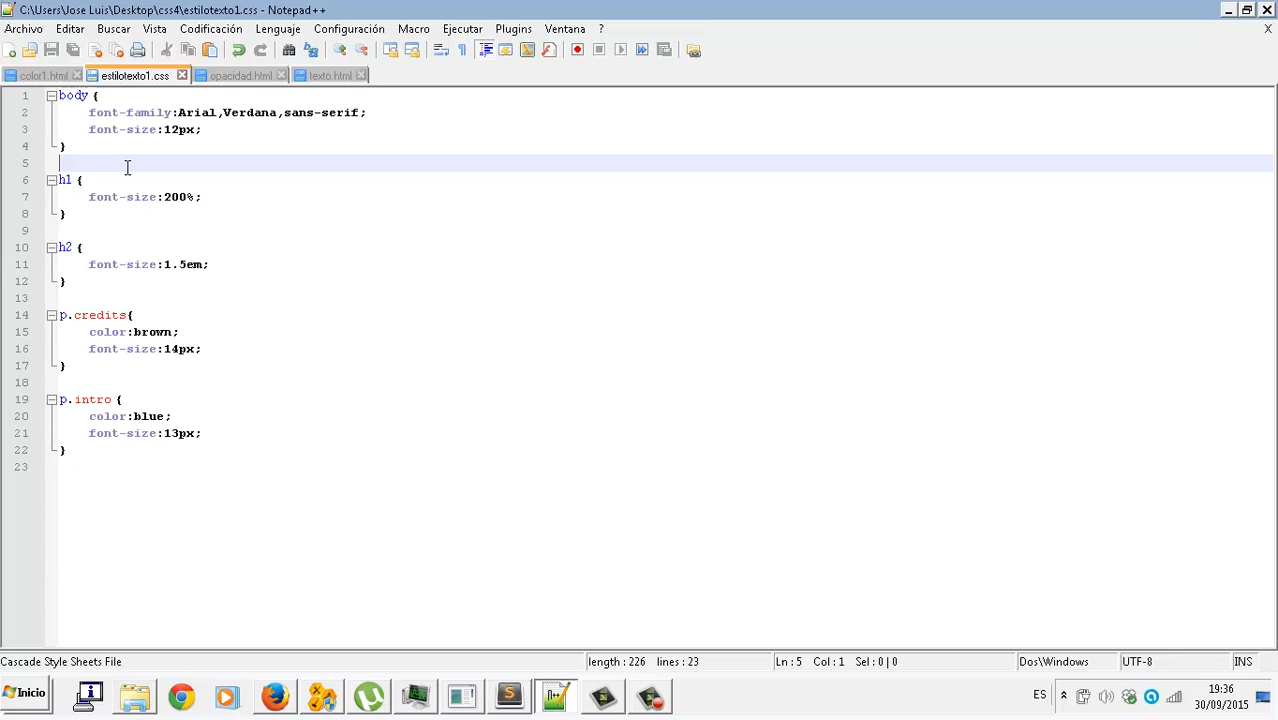 C:\Users\Jose Luis\Desktop\css4\estilotexto1.css - Notepad++
Archivo Editar Buscar Vista Codificación Lenguaje Configuración Macro Ejecutar Plugins Ventana ? X
color1.html estilotexto1.css opacidad.html texto.html
1 body {
2 font-family:Arial,Verdana,sans-serif;
3 font-size:12px;
4 }
5
6 h1 {
7 font-size:200%;
8 }
9
10 h2 {
11 font-size:1.5em;
12 }
13
14 p.credits{
15 color:brown;
16 font-size:14px;
17 }
18
19 p.intro {
20 color:blue;
21 font-size:13px;
22 }
23
Cascade Style Sheets File length : 226 lines : 23 Ln : 5 Col : 1 Sel : 0 | 0 Dos\Windows UTF-8 INS
Inicio ES 19:36
30/09/2015